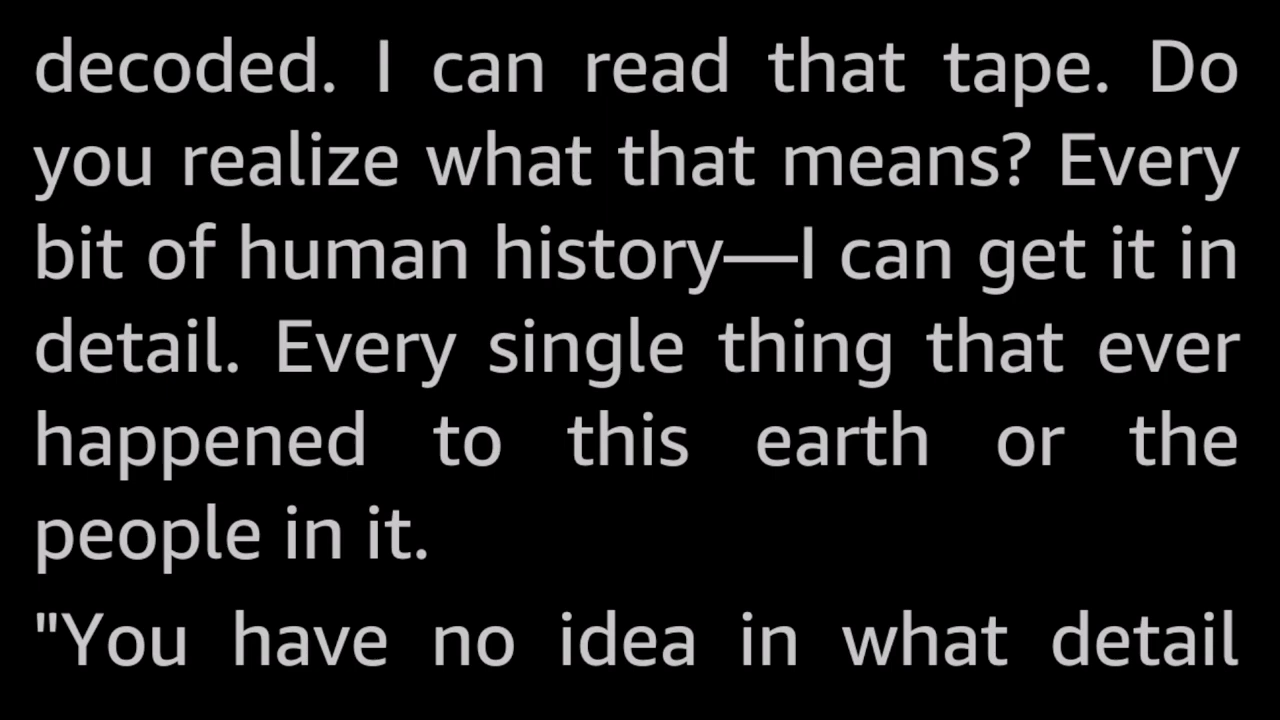 decoded. I can read that tape. Do
you realize what that means? Every
bit of human history—I can get it in
detail. Every single thing that ever
happened to this earth or the
people in it.
"You have no idea in what detail